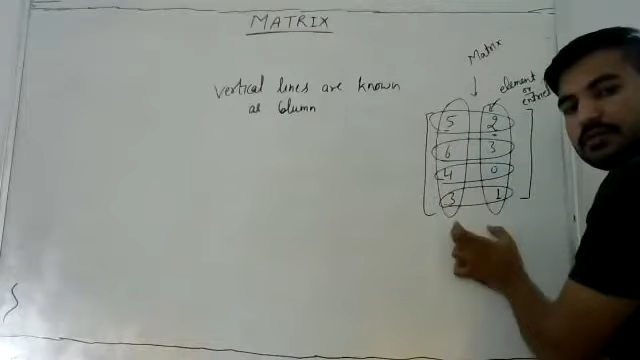 MATRIX
Matrix
vertical lines are known
as Column
element
or
entries
5 2
6 3
4 0
3 1